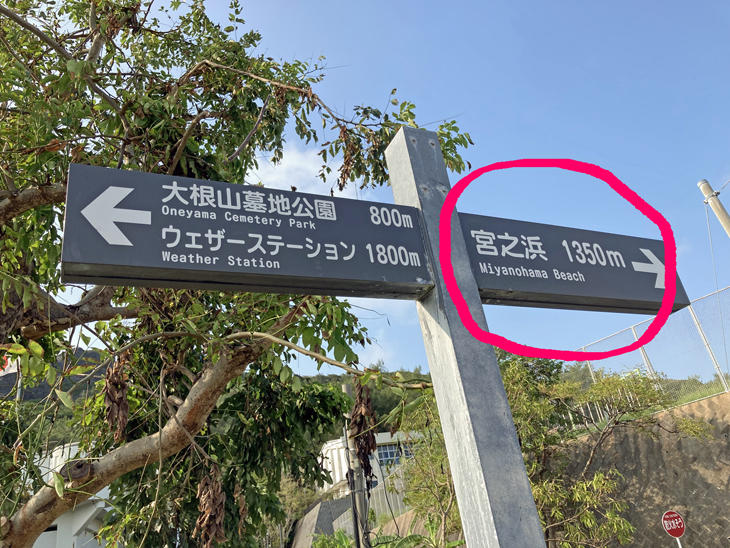 大根山墓地公園 800m
Oneyama Cemetery Park
ウェザーステーション 1800m
Weather Station
宮之浜 1350m
Miyanohama Beach